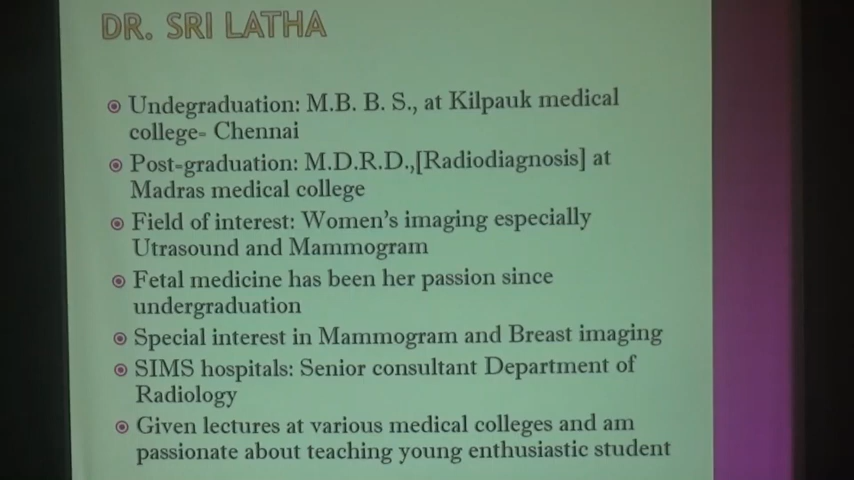 DR. SRI LATHA
Undegraduation: M.B. B. S., at Kilpauk medical
college- Chennai
Post-graduation: M.D.R.D.,[Radiodiagnosis] at
Madras medical college
Field of interest: Women's imaging especially
Utrasound and Mammogram
Fetal medicine has been her passion since
undergraduation
Special interest in Mammogram and Breast imaging
SIMS hospitals: Senior consultant Department of
Radiology
Given lectures at various medical colleges and am
passionate about teaching young enthusiastic student